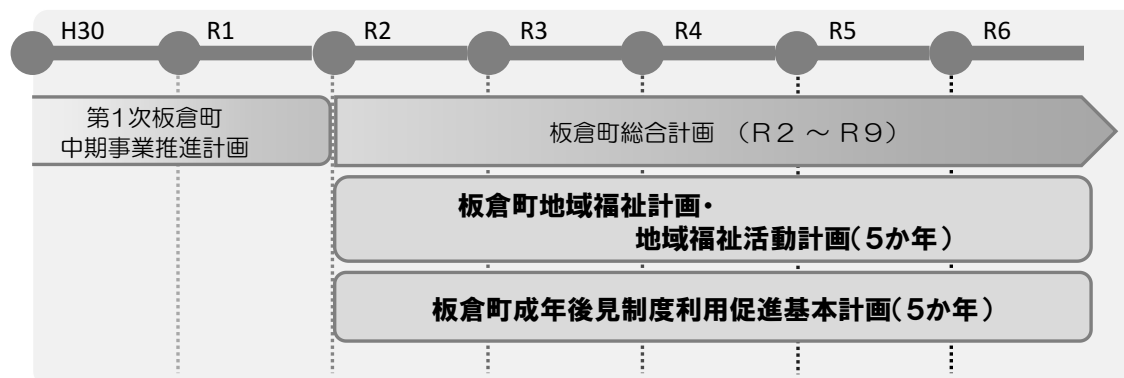 H30 R1 R2 R3 R4 R5 R6
第1次板倉町
中期事業推進計画
板倉町総合計画 (R2 ~ R9)
板倉町地域福祉計画・
地域福祉活動計画(5か年)
板倉町成年後見制度利用促進基本計画(5か年)